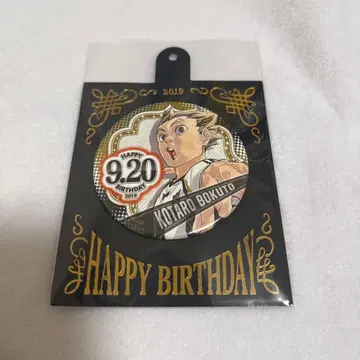 2019
HAPPY
9.20
BIRTHDAY
2019
KOTARO BOKUTO
HAPPY BIRTHDAY